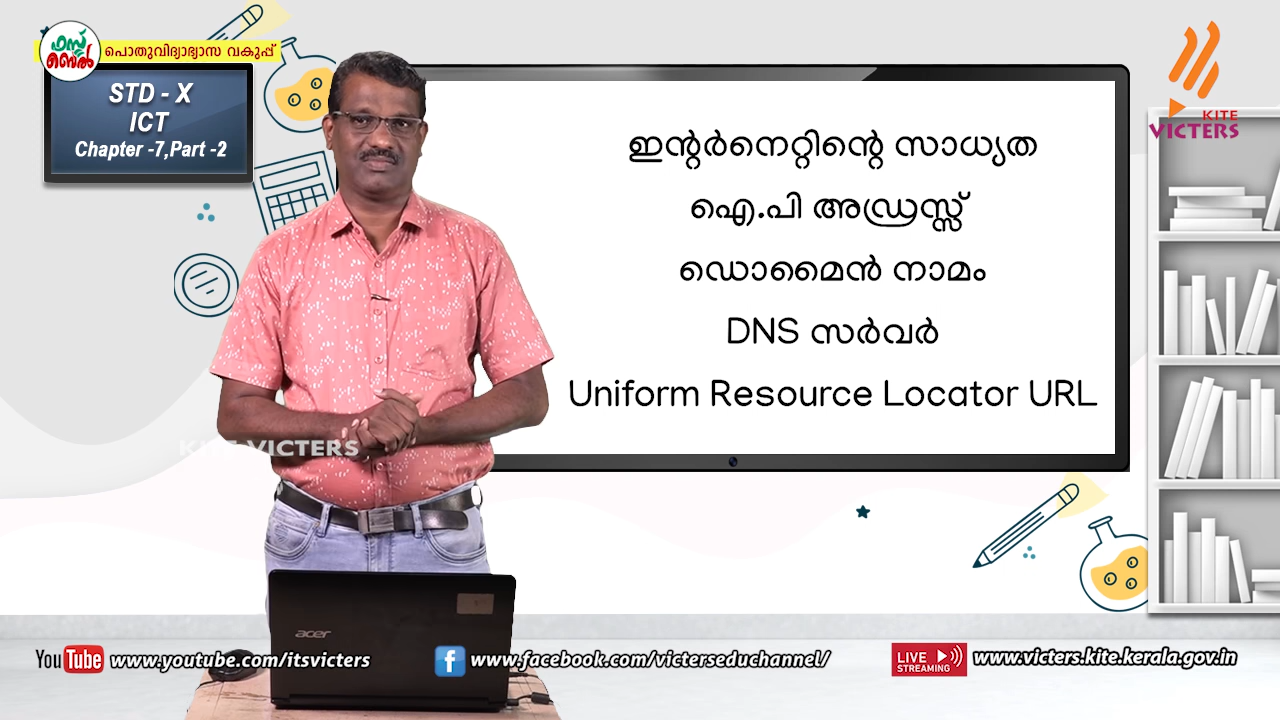 ഫസ്റ്റ് ബെൽ
പൊതുവിദ്യാഭ്യാസ വകുപ്പ്
STD - X
ICT
Chapter -7,Part -2
KITE
VICTERS
ഇന്റർനെറ്റിന്റെ സാധ്യത
ഐ.പി അഡ്രസ്സ്
ഡൊമൈൻ നാമം
DNS സർവർ
Uniform Resource Locator URL
KITE VICTERS
acer
YouTube www.youtube.com/itsvicters
f www.facebook.com/victerseduchannel/
LIVE STREAMING www.victers.kite.kerala.gov.in